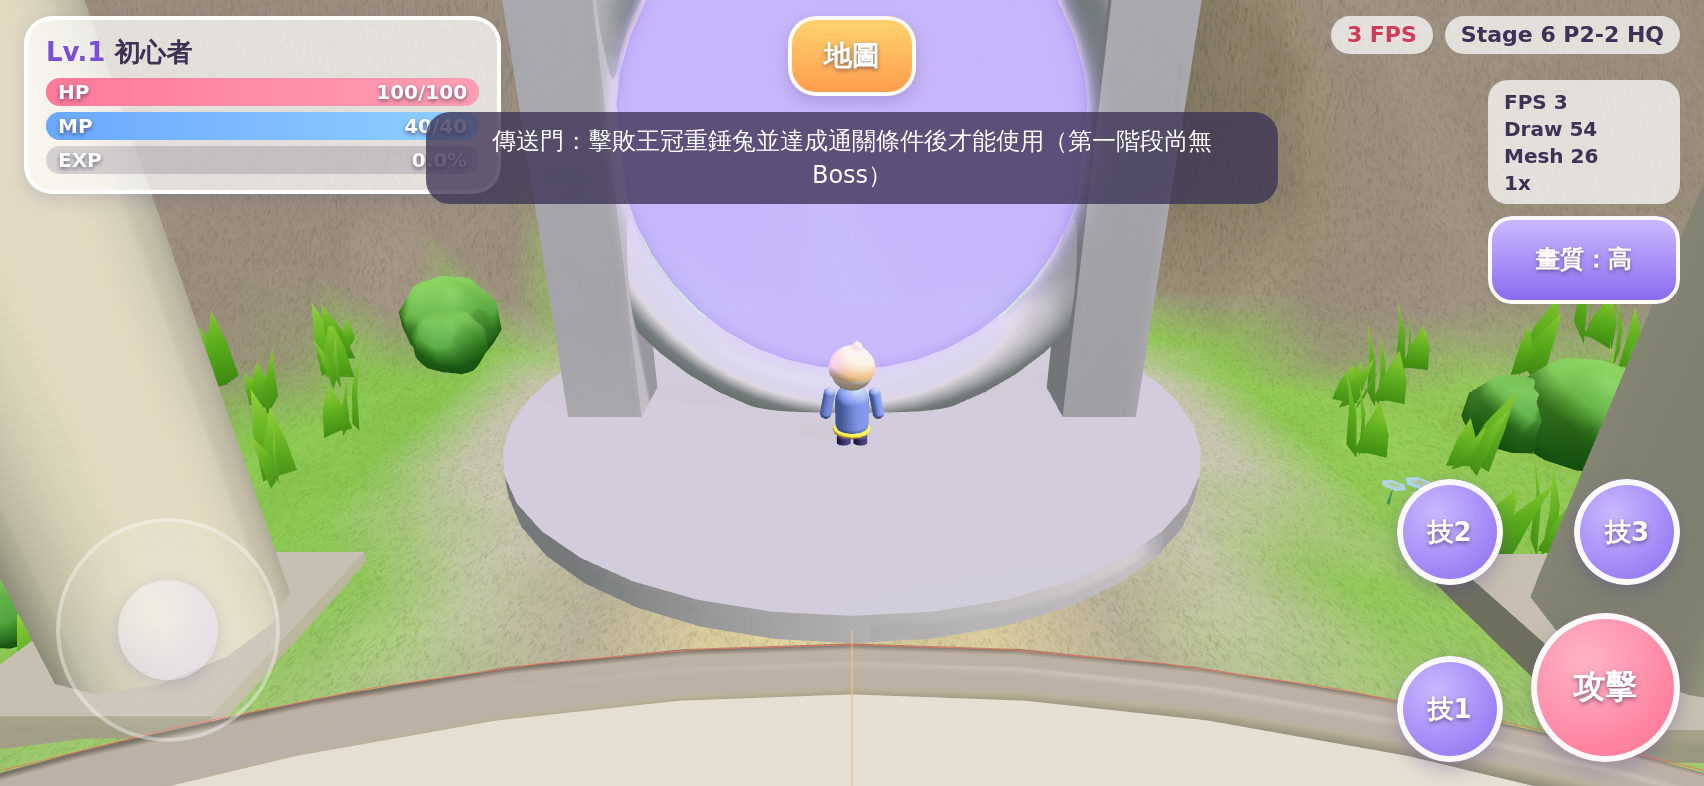 Lv.1 初心者
HP 100/100
MP 40/40
EXP 0.0%
地圖
傳送門：擊敗王冠重錘兔並達成通關條件後才能使用（第一階段尚無
Boss）
3 FPS
Stage 6 P2-2 HQ
FPS 3
Draw 54
Mesh 26
1x
畫質：高
技2
技3
技1
攻擊